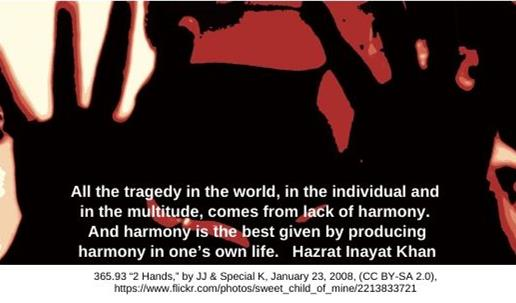 All the tragedy in the world, in the individual and
in the multitude, comes from lack of harmony.
And harmony is the best given by producing
harmony in one's own life.   Hazrat Inayat Khan
365.93 “2 Hands,” by JJ & Special K, January 23, 2008, (CC BY-SA 2.0),
https://www.flickr.com/photos/sweet_child_of_mine/2213833721